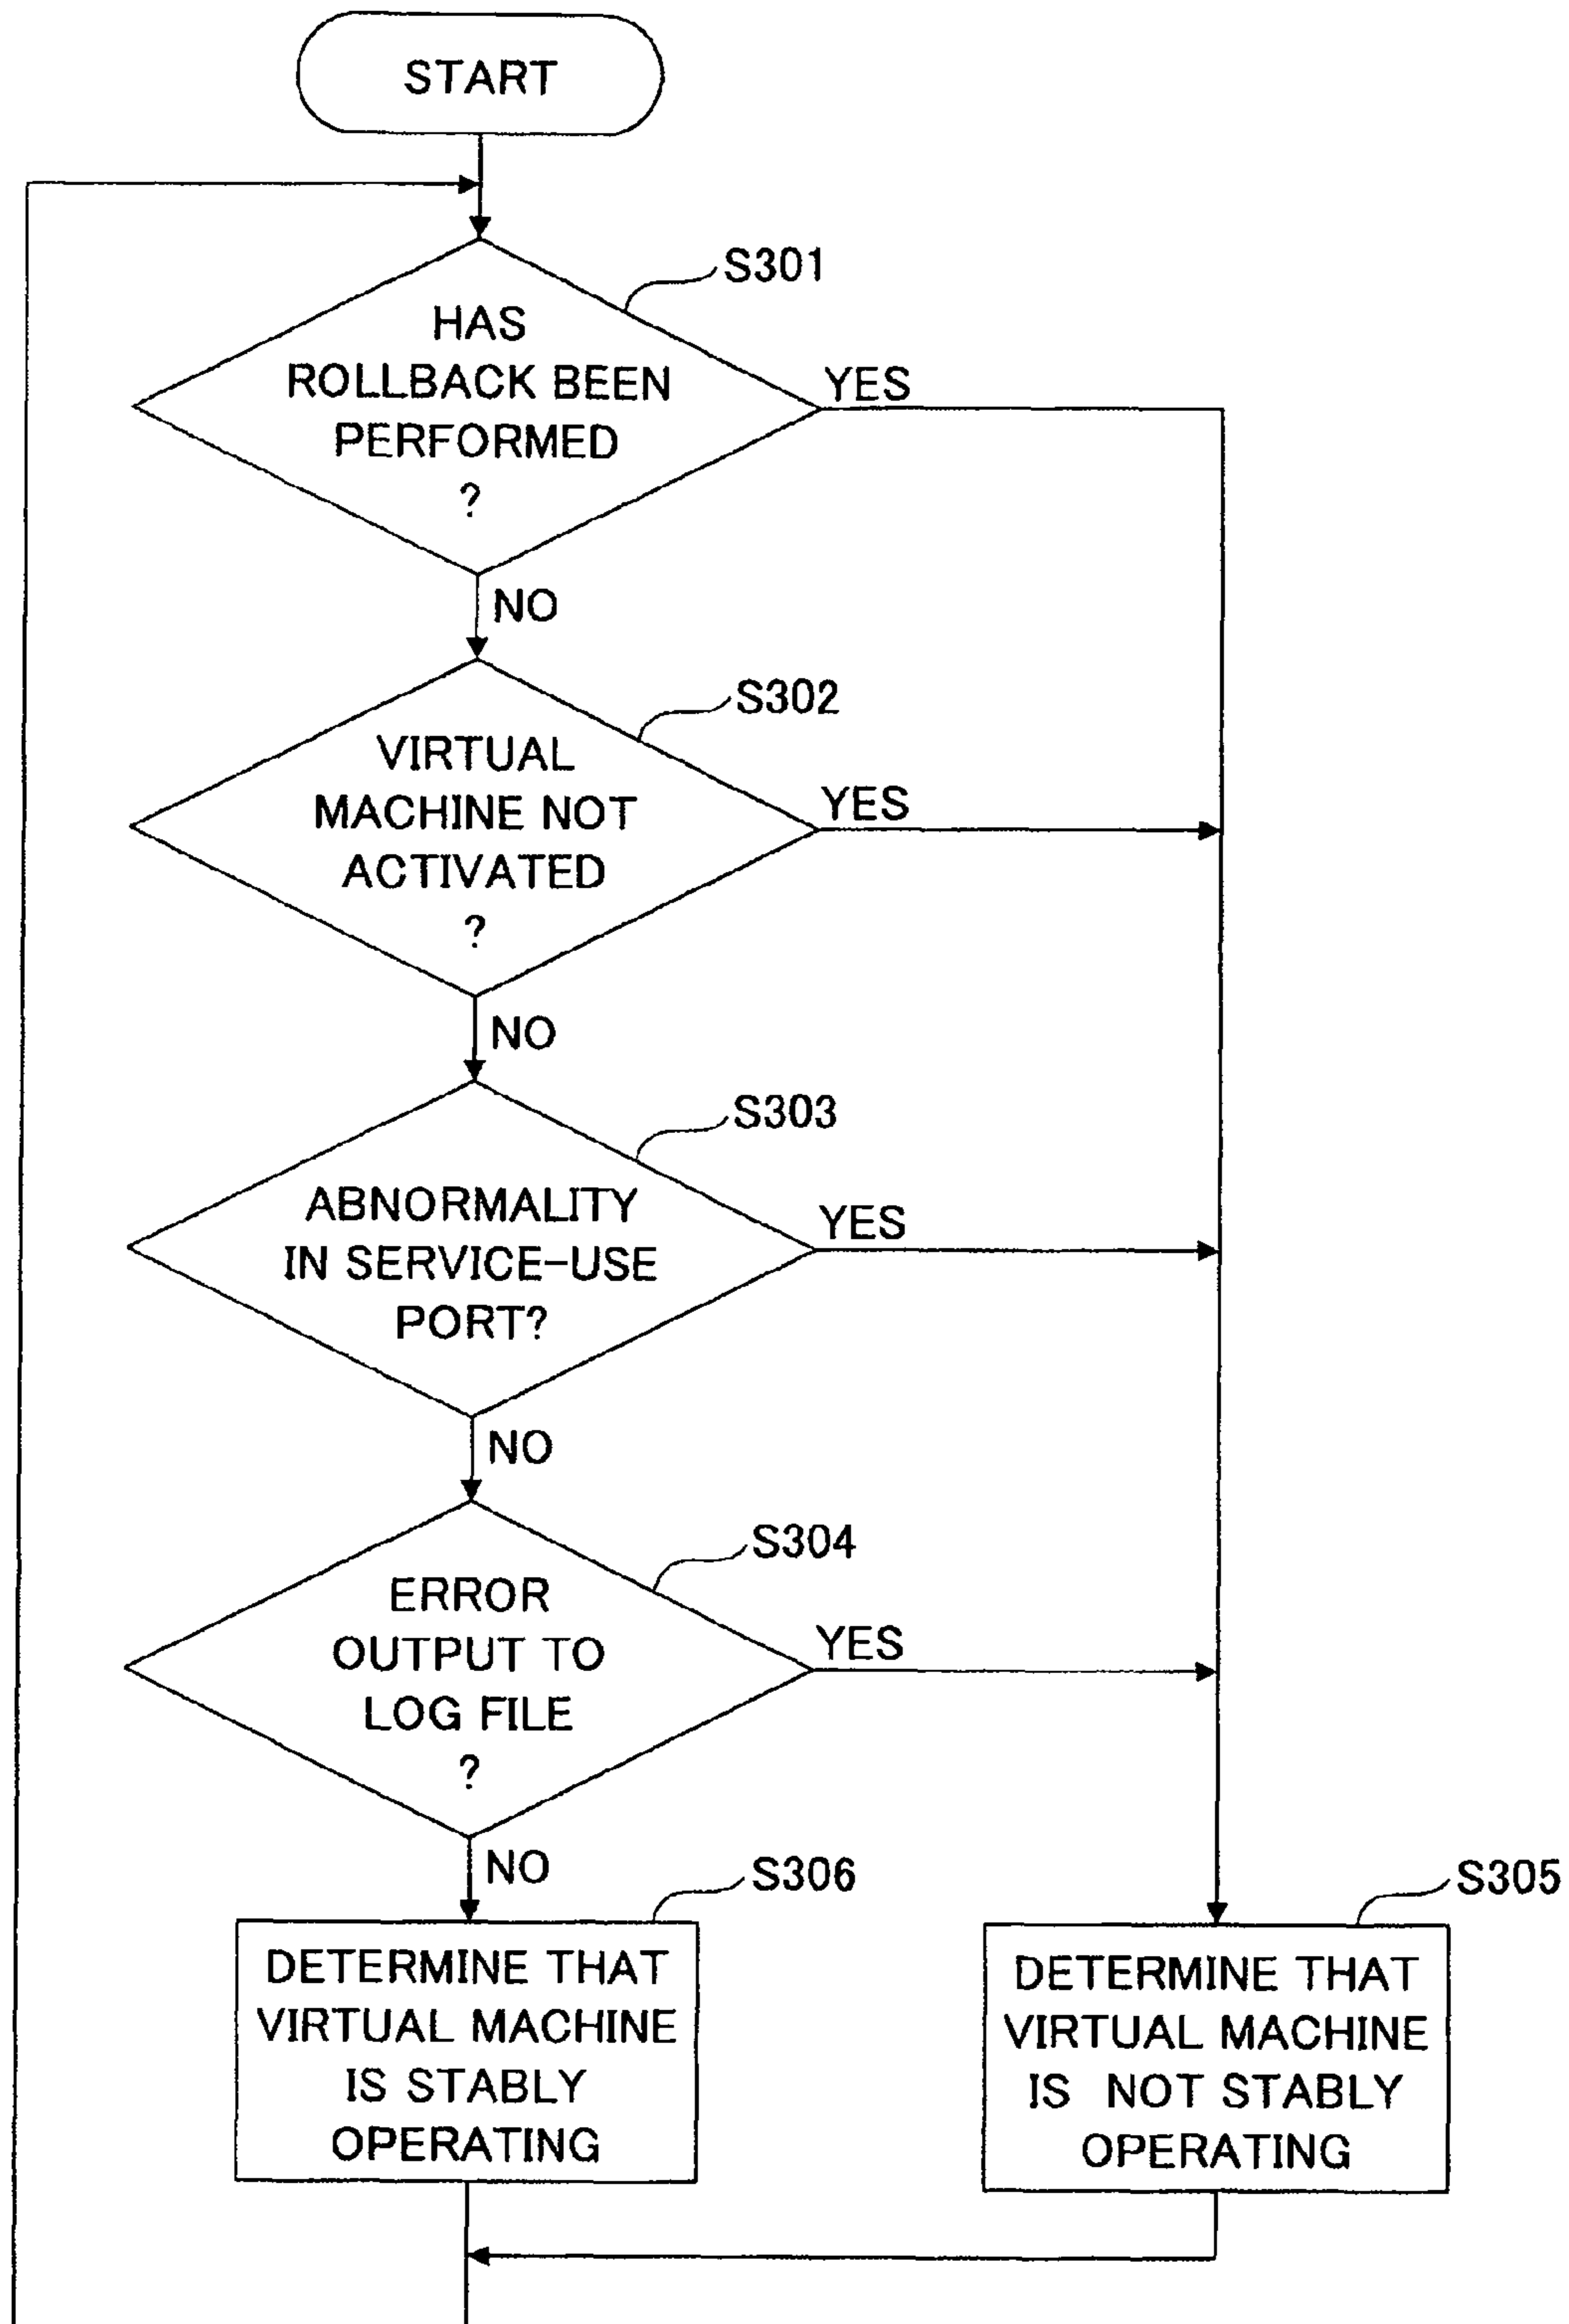 START
S301
HAS
ROLLBACK BEEN
PERFORMED
?
YES
NO
S302
VIRTUAL
MACHINE NOT
ACTIVATED
?
YES
NO
S303
ABNORMALITY
IN SERVICE-USE
PORT?
YES
NO
S304
ERROR
OUTPUT TO
LOG FILE
?
YES
NO
S306
DETERMINE THAT
VIRTUAL MACHINE
IS STABLY
OPERATING
S305
DETERMINE THAT
VIRTUAL MACHINE
IS NOT STABLY
OPERATING